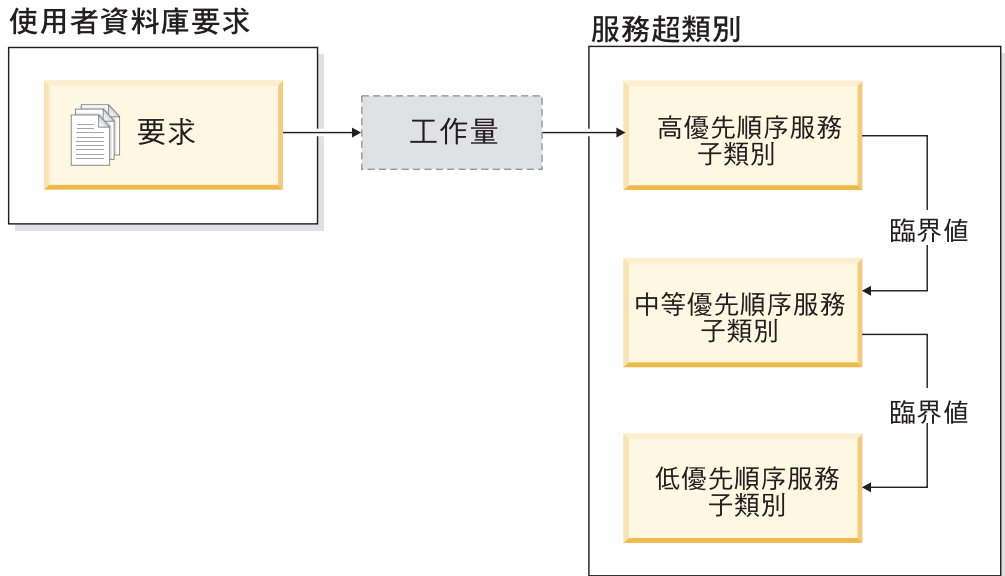 使用者資料庫要求
要求
工作量
服務超類別
高優先順序服務
子類別
臨界值
中等優先順序服務
子類別
臨界值
低優先順序服務
子類別